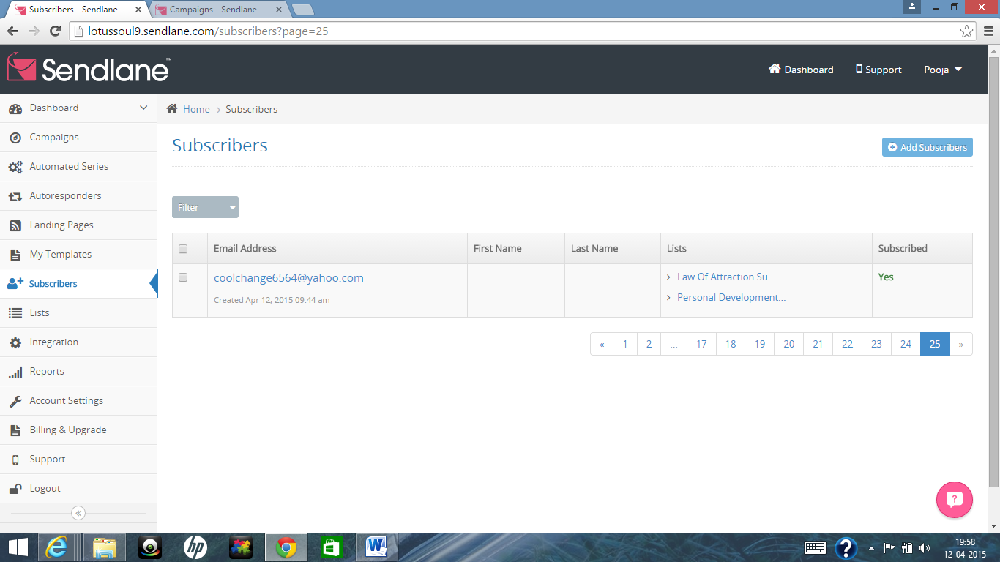 Subscribers - Sendlane
Campaigns - Sendlane
lotussoul9.sendlane.com/subscribers?page=25
Sendlane™
Dashboard
Support
Pooja
Dashboard
Campaigns
Automated Series
Autoresponders
Landing Pages
My Templates
Subscribers
Lists
Integration
Reports
Account Settings
Billing & Upgrade
Support
Logout
Home > Subscribers
Subscribers
Add Subscribers
Filter
Email Address First Name Last Name Lists Subscribed
coolchange6564@yahoo.com Law Of Attraction Su... Yes
Created Apr 12, 2015 09:44 am Personal Development...
« 1 2 ... 17 18 19 20 21 22 23 24 25 »
19:58
12-04-2015